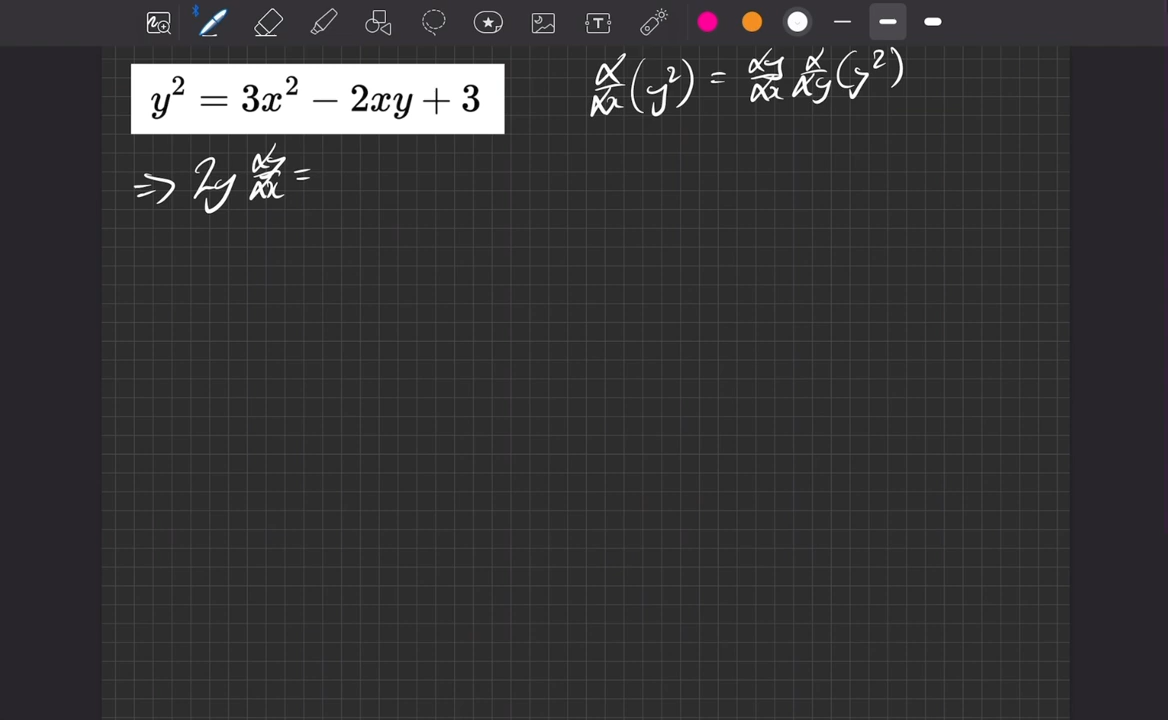 y² = 3x² − 2xy + 3
d/dx (y²) = dy/dx d/dy (y²)
⇒ 2y dy/dx =